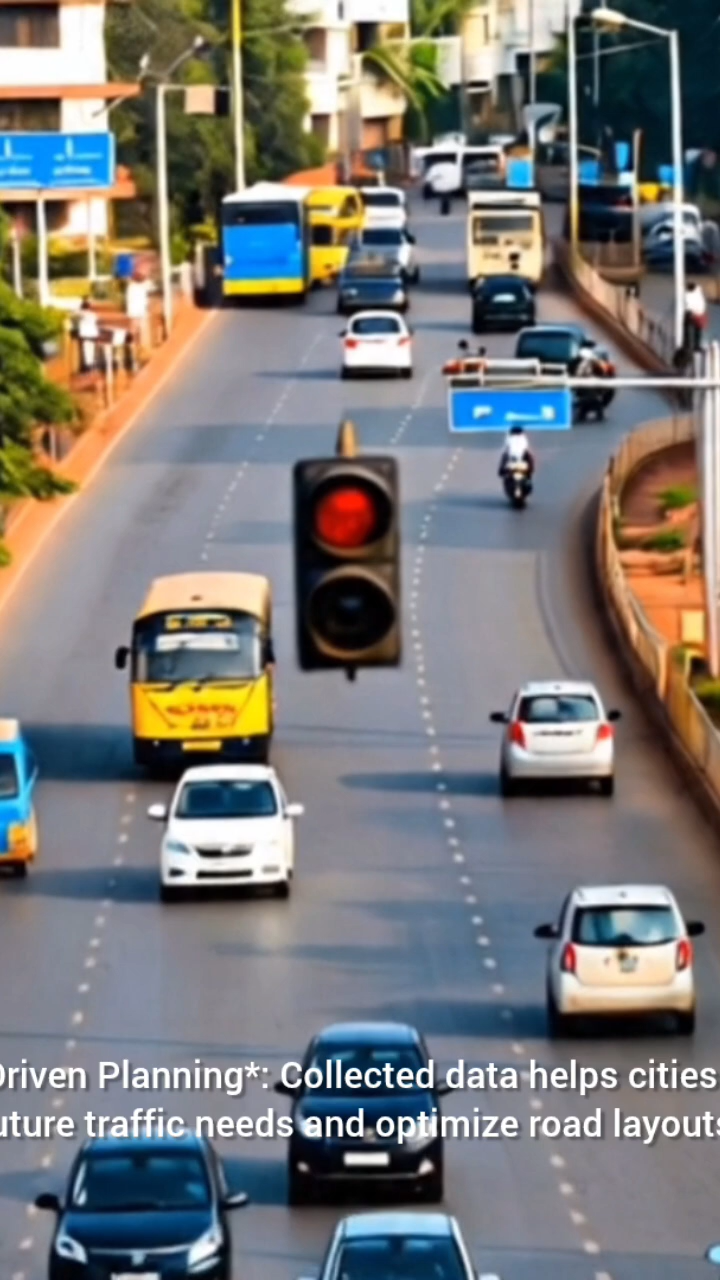 Driven Planning*: Collected data helps cities
uture traffic needs and optimize road layouts